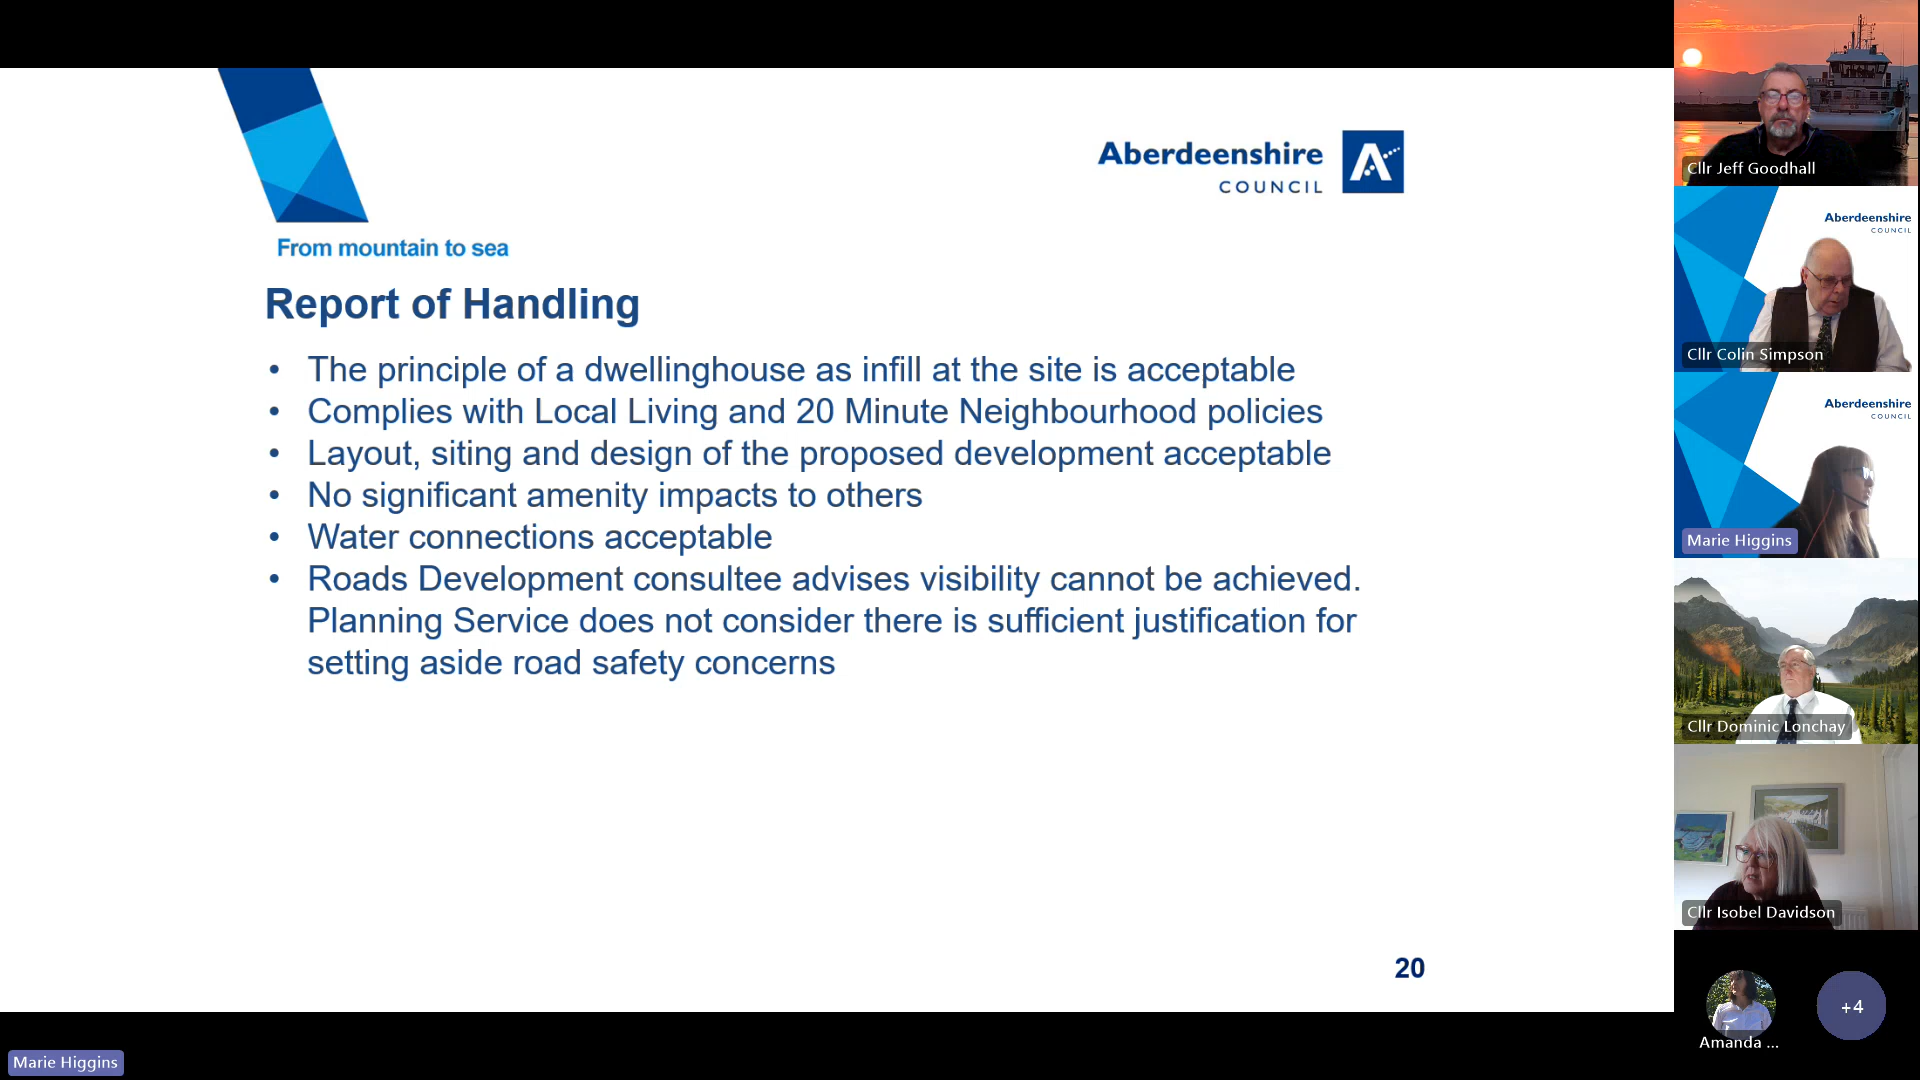 Aberdeenshire
COUNCIL
From mountain to sea
Report of Handling
• The principle of a dwellinghouse as infill at the site is acceptable
• Complies with Local Living and 20 Minute Neighbourhood policies
• Layout, siting and design of the proposed development acceptable
• No significant amenity impacts to others
• Water connections acceptable
• Roads Development consultee advises visibility cannot be achieved.
Planning Service does not consider there is sufficient justification for
setting aside road safety concerns
20
Marie Higgins
Cllr Jeff Goodhall
Aberdeenshire
COUNCIL
Cllr Colin Simpson
Aberdeenshire
COUNCIL
Marie Higgins
Cllr Dominic Lonchay
Cllr Isobel Davidson
Amanda ...
+4